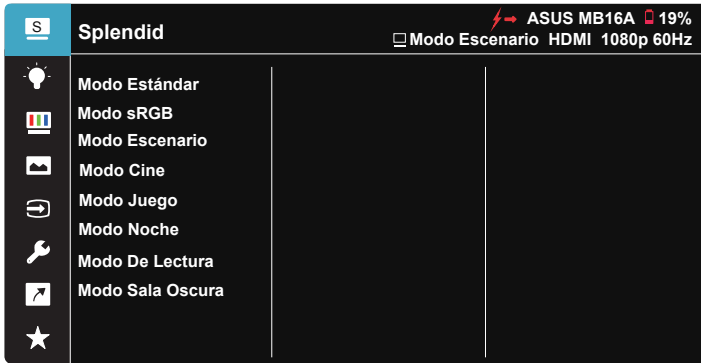 S
Splendid
ASUS MB16A 19%
Modo Escenario HDMI 1080p 60Hz
Modo Estándar
Modo sRGB
Modo Escenario
Modo Cine
Modo Juego
Modo Noche
Modo De Lectura
Modo Sala Oscura